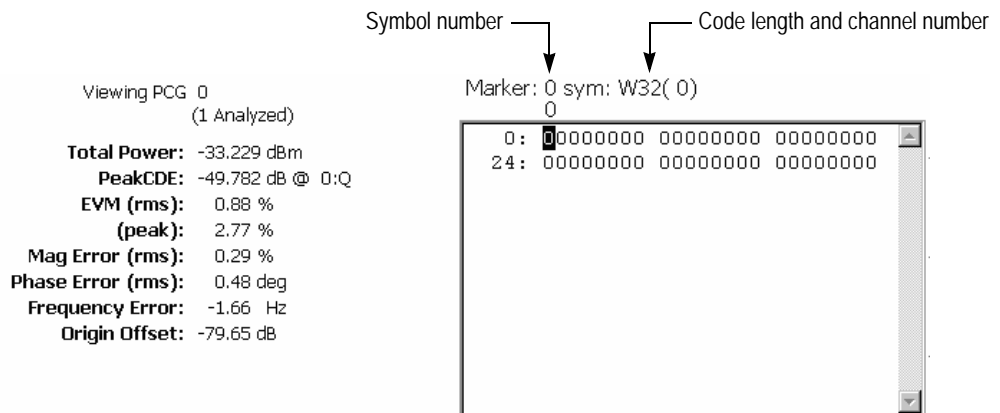 Symbol number
Code length and channel number
Viewing PCG 0
(1 Analyzed)
Total Power: -33.229 dBm
PeakCDE: -49.782 dB @ 0:Q
EVM (rms): 0.88 %
(peak): 2.77 %
Mag Error (rms): 0.29 %
Phase Error (rms): 0.48 deg
Frequency Error: -1.66 Hz
Origin Offset: -79.65 dB
Marker: 0 sym: W32( 0)
0
0: 00000000 00000000 00000000
24: 00000000 00000000 00000000